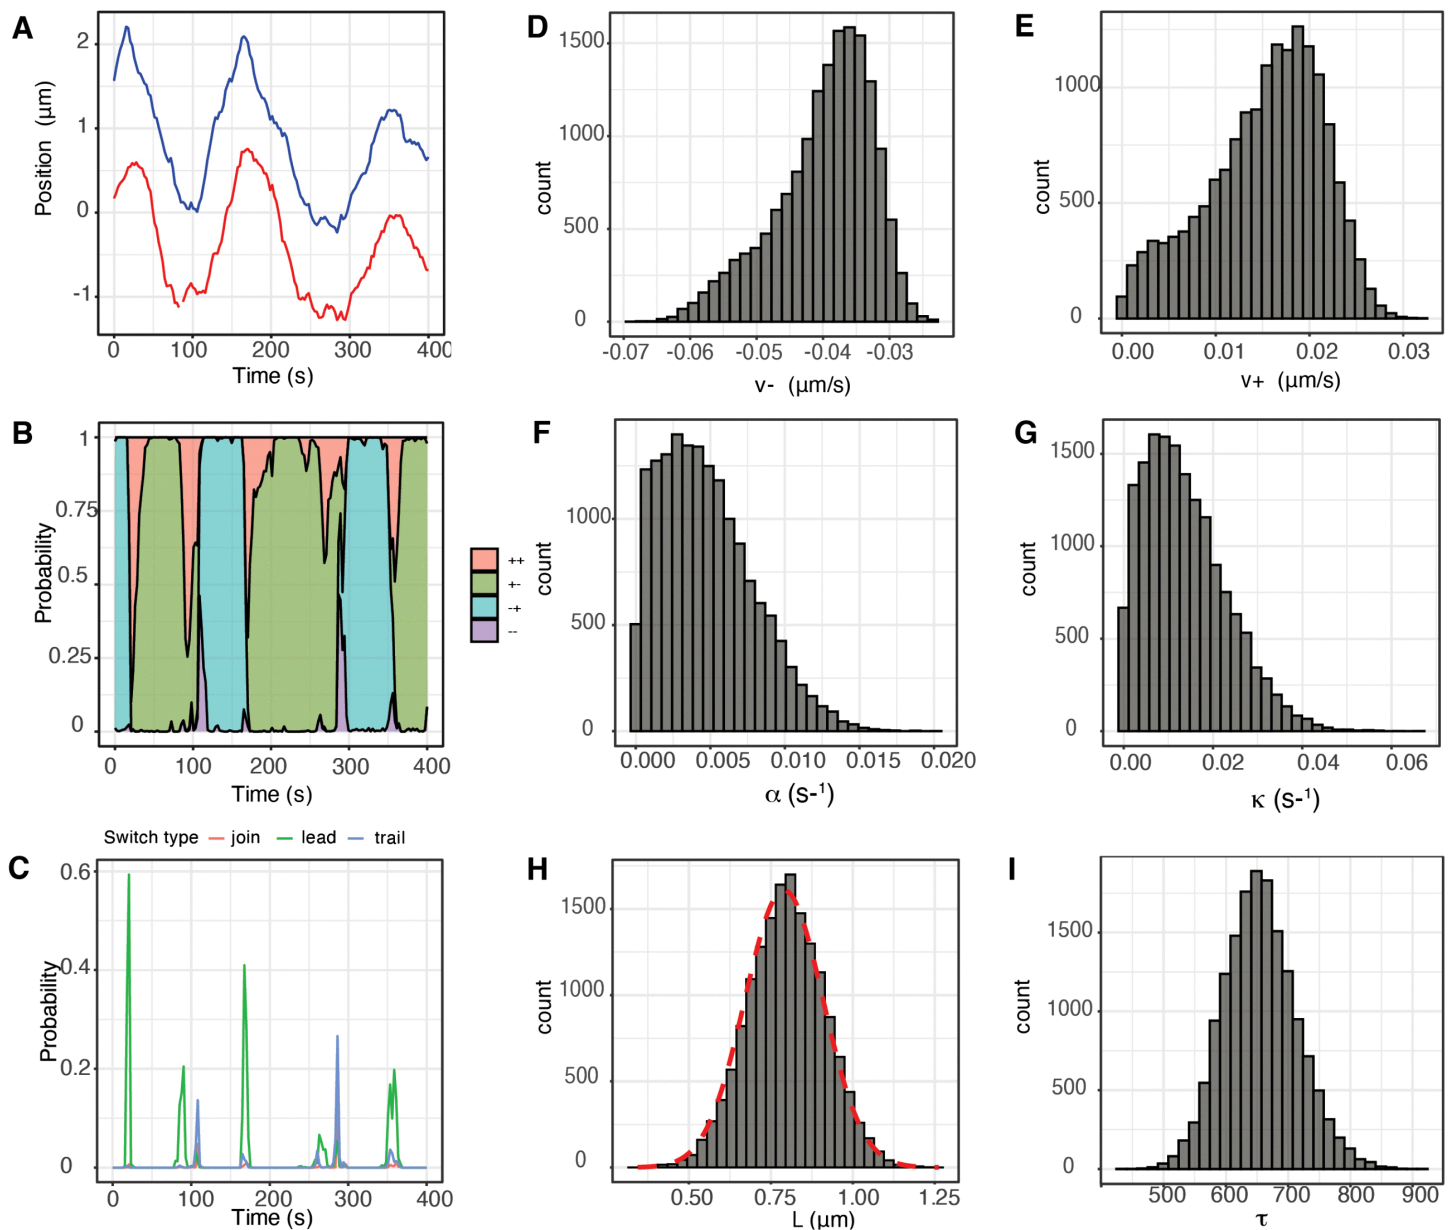 A
Position (µm)
2
1
0
-1
0 100 200 300 400
Time (s)
D
count
1500
1000
500
0
-0.07 -0.06 -0.05 -0.04 -0.03
v- (µm/s)
E
count
1000
500
0
0.00 0.01 0.02 0.03
v+ (µm/s)
B
Probability
1
0.75
0.5
0.25
0
0 100 200 300 400
Time (s)
++
+-
-+
--
F
count
1000
500
0
0.000 0.005 0.010 0.015 0.020
α (s-¹)
G
count
1500
1000
500
0
0.00 0.02 0.04 0.06
κ (s-¹)
Switch type join lead trail
C
Probability
0.6
0.4
0.2
0
0 100 200 300 400
Time (s)
H
count
1500
1000
500
0
0.50 0.75 1.00 1.25
L (µm)
I
count
1500
1000
500
0
500 600 700 800 900
τ